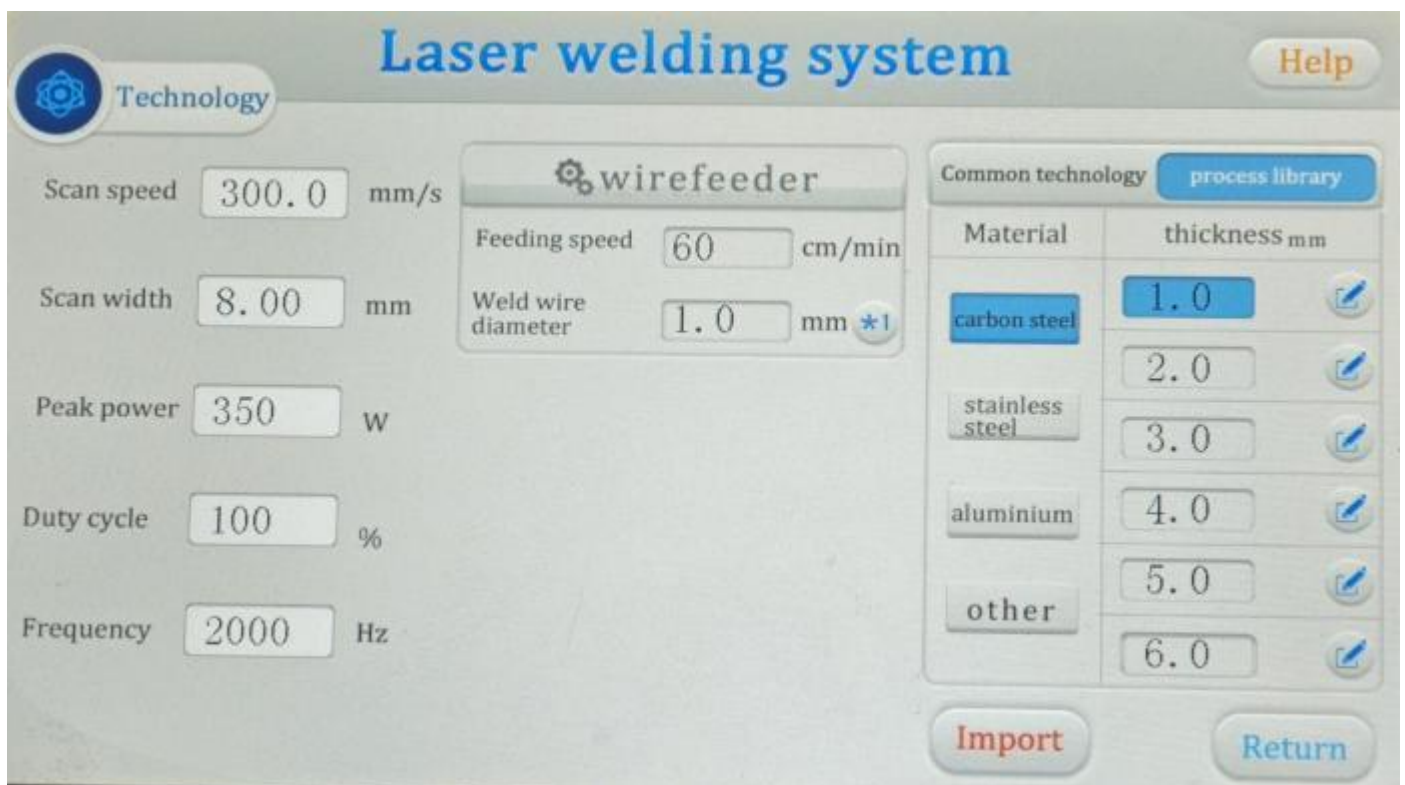 Laser welding system
Help
Technology
Scan speed 300.0 mm/s
Scan width 8.00 mm
Peak power 350 W
Duty cycle 100 %
Frequency 2000 Hz
wirefeeder
Feeding speed 60 cm/min
Weld wire
diameter 1.0 mm *1
Common technology process library
Material thickness mm
carbon steel
stainless
steel
aluminium
other
1.0
2.0
3.0
4.0
5.0
6.0
Import
Return